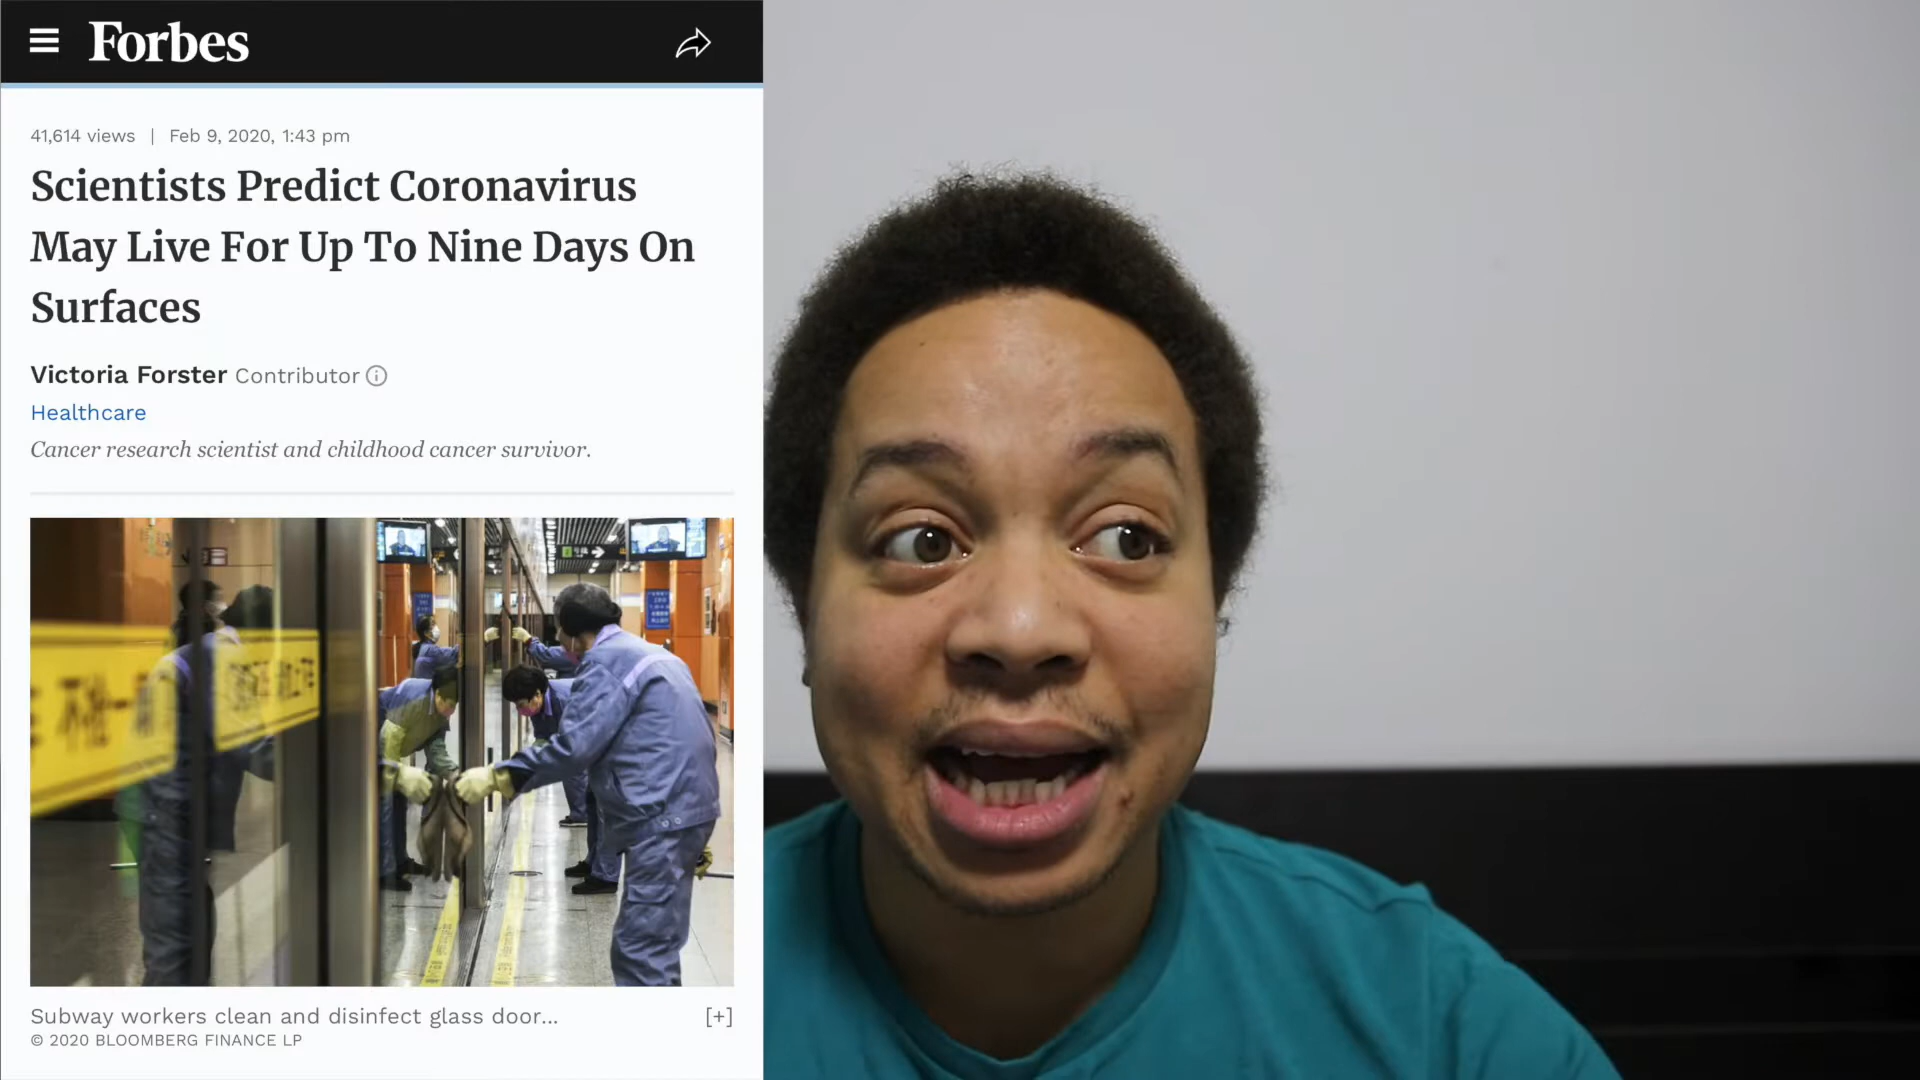 Forbes
41,614 views | Feb 9, 2020, 1:43 pm
Scientists Predict Coronavirus
May Live For Up To Nine Days On
Surfaces
Victoria Forster Contributor
Healthcare
Cancer research scientist and childhood cancer survivor.
Subway workers clean and disinfect glass door...
[+]
© 2020 BLOOMBERG FINANCE LP